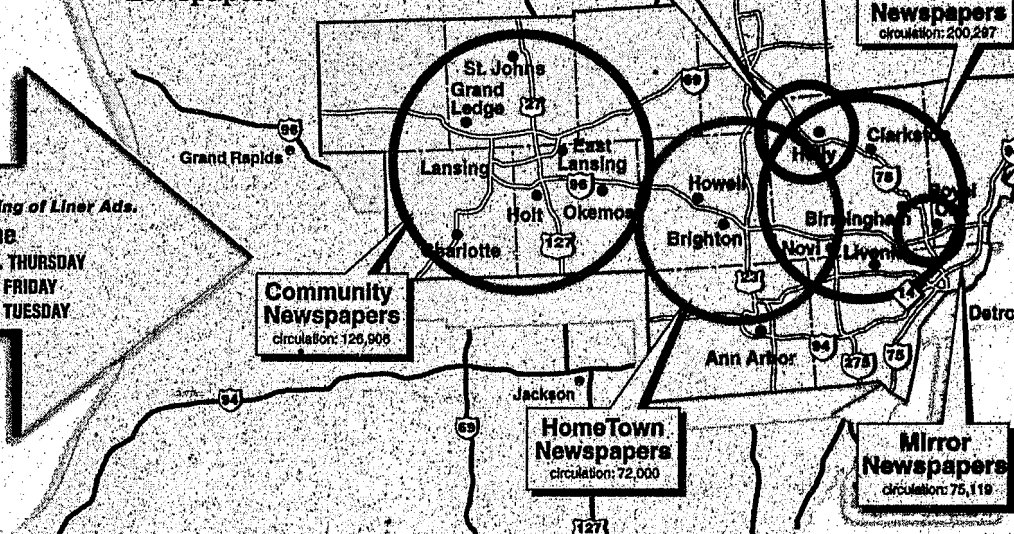 Newspapers
Newspapers
circulation: 200,297
St. Johns
Grand
Ledge
27
69
96
Grand Rapids
East
Lansing
Lansing
96
Holt
Okemos
Charlotte
127
Clarkston
Holly
75
Howell
Birmingham
Royal
Brighton
Novi
Livonia
23
14
Detro
ing of Liner Ads.
THURSDAY
FRIDAY
TUESDAY
Community
Newspapers
circulation: 126,906
Ann Arbor
94
275
75
Jackson
94
69
HomeTown
Newspapers
circulation: 72,000
Mirror
Newspapers
circulation: 75,119
127